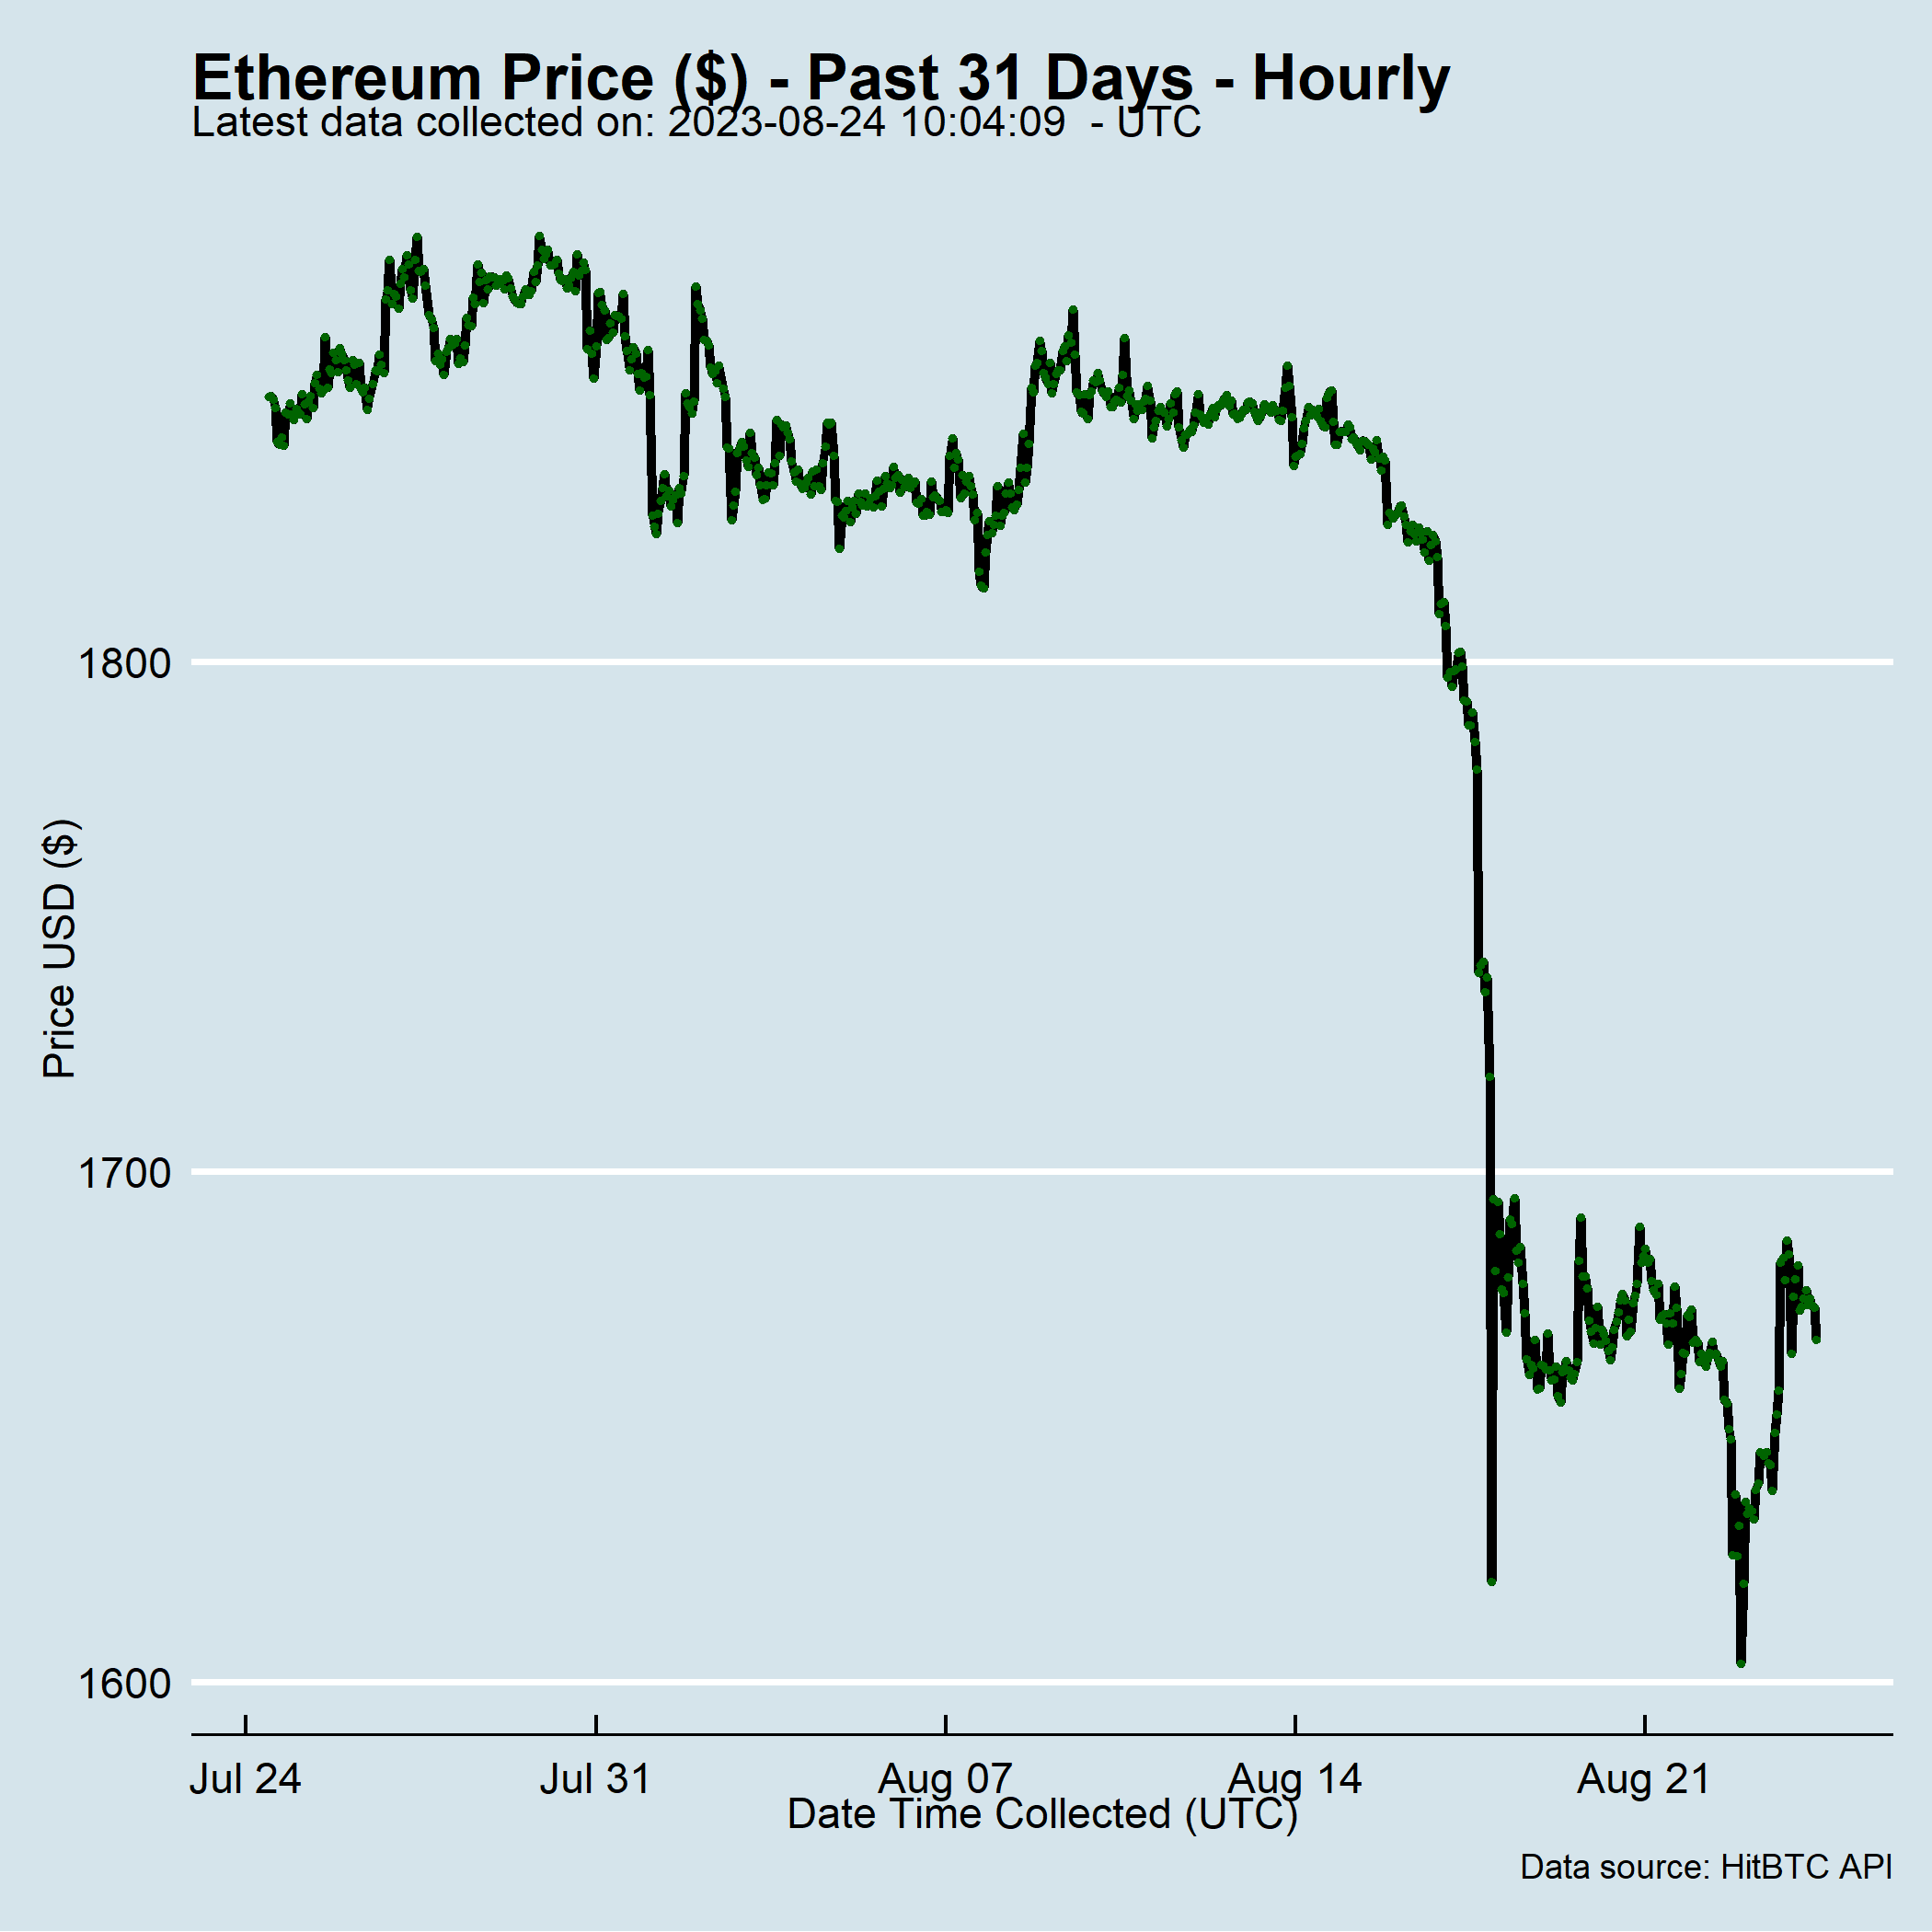 Ethereum Price ($) - Past 31 Days - Hourly
Latest data collected on: 2023-08-24 10:04:09  - UTC
Price USD ($)
1800
1700
1600
Jul 24
Jul 31
Aug 07
Aug 14
Aug 21
Date Time Collected (UTC)
Data source: HitBTC API